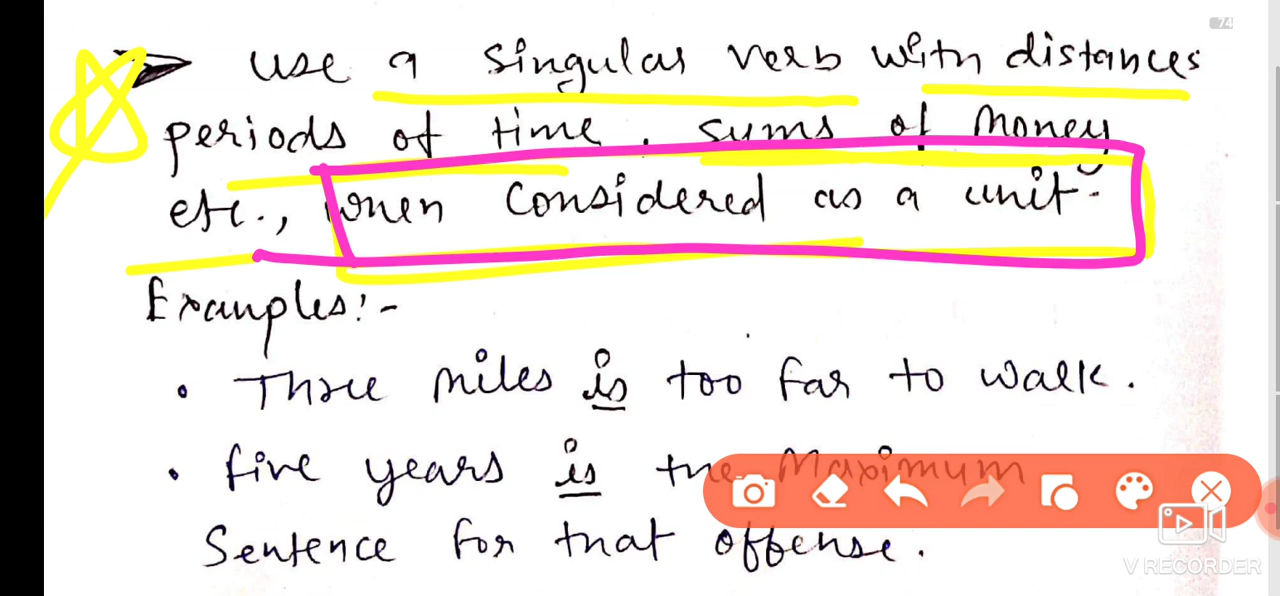 74
use a singular verb with distances
periods of time, sums of money
etc., when considered as a unit.
Examples:-
• Three miles is too far to walk.
• five years is the Maximum
Sentence for that offense.
V RECORDER